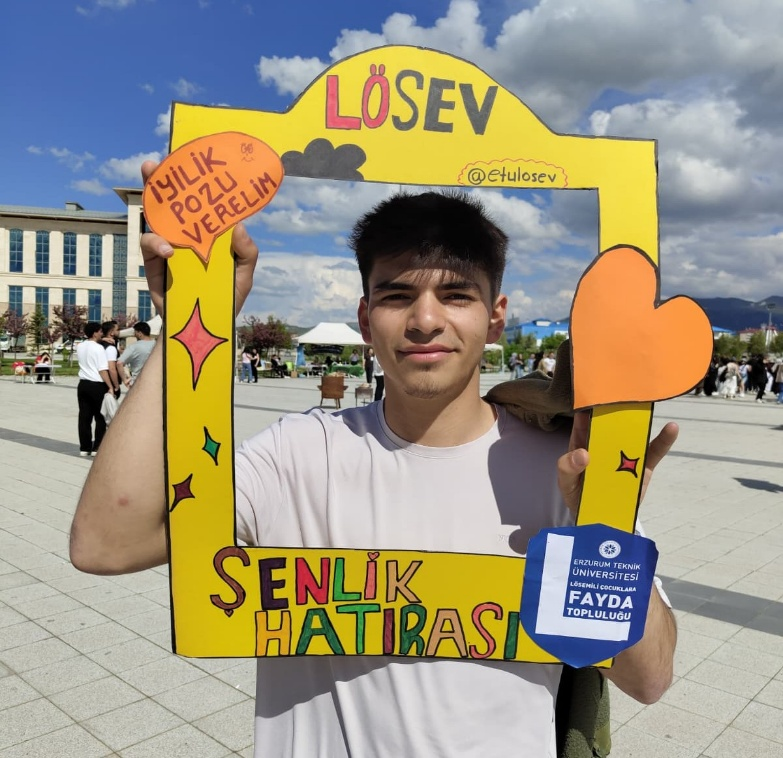 LÖSEV
@etulosev
İYİLİK
POZU
VERELİM
ŞENLİK
HATIRASI
ERZURUM TEKNİK
ÜNİVERSİTESİ
LÖSEMİLİ ÇOCUKLARA
FAYDA
TOPLULUĞU